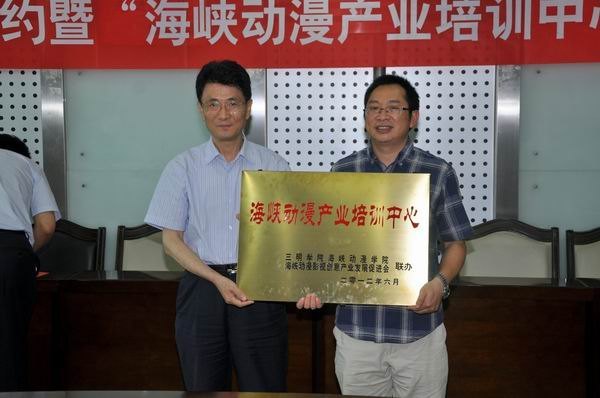 约暨“海峡动漫产业培训中心
海峡动漫产业培训中心
三明学院海峡动漫学院
海峡动漫影视创意产业发展促进会 联办
二〇一二年六月